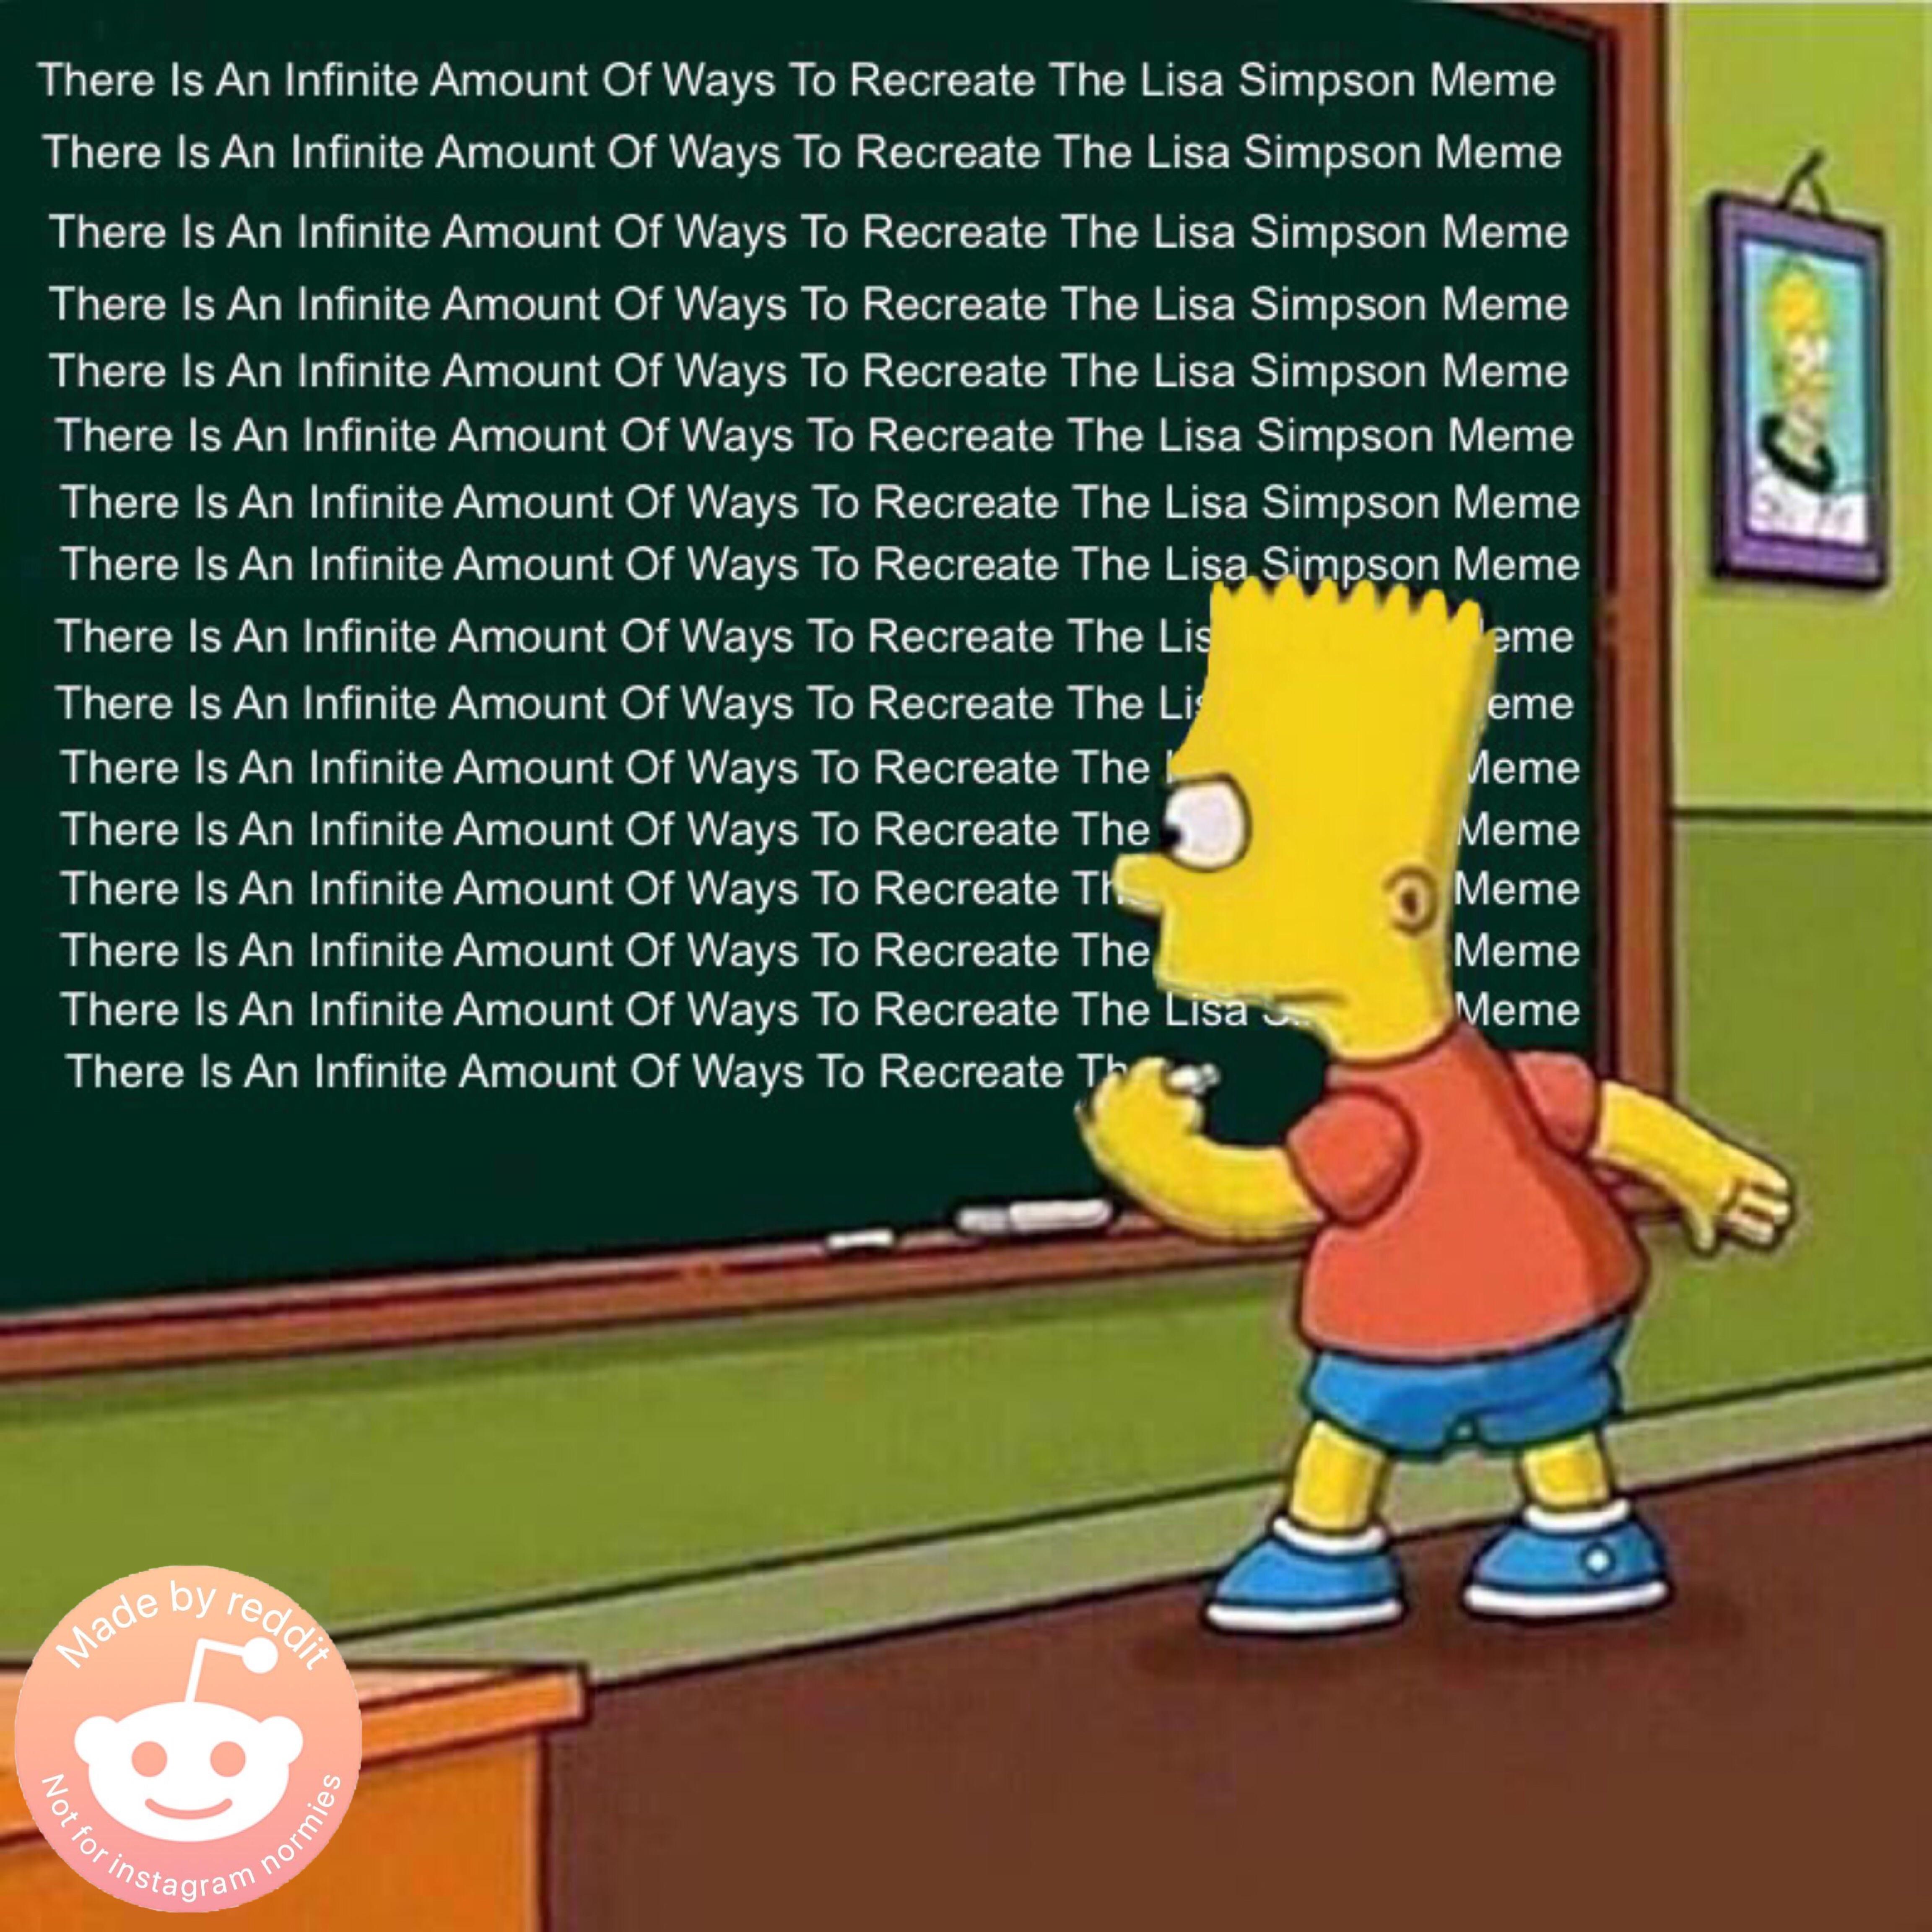 There Is An Infinite Amount Of Ways To Recreate The Lisa Simpson Meme
There Is An Infinite Amount Of Ways To Recreate The Lisa Simpson Meme
There Is An Infinite Amount Of Ways To Recreate The Lisa Simpson Meme
There Is An Infinite Amount Of Ways To Recreate The Lisa Simpson Meme
There Is An Infinite Amount Of Ways To Recreate The Lisa Simpson Meme
There Is An Infinite Amount Of Ways To Recreate The Lisa Simpson Meme
There Is An Infinite Amount Of Ways To Recreate The Lisa Simpson Meme
There Is An Infinite Amount Of Ways To Recreate The Lisa Simpson Meme
There Is An Infinite Amount Of Ways To Recreate The Lis eme
There Is An Infinite Amount Of Ways To Recreate The Lis eme
There Is An Infinite Amount Of Ways To Recreate The Meme
There Is An Infinite Amount Of Ways To Recreate The Meme
There Is An Infinite Amount Of Ways To Recreate Th Meme
There Is An Infinite Amount Of Ways To Recreate The Meme
There Is An Infinite Amount Of Ways To Recreate The Lisa Meme
There Is An Infinite Amount Of Ways To Recreate Th
Made by reddit
Not for instagram normies